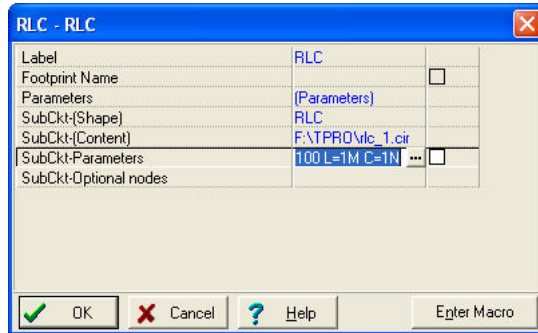 RLC - RLC
Label RLC
Footprint Name
Parameters (Parameters)
SubCkt-(Shape) RLC
SubCkt-(Content) F:\TPRO\rlc_1.cir
SubCkt-Parameters 100 L=1M C=1N ...
SubCkt-Optional nodes
OK Cancel ? Help Enter Macro